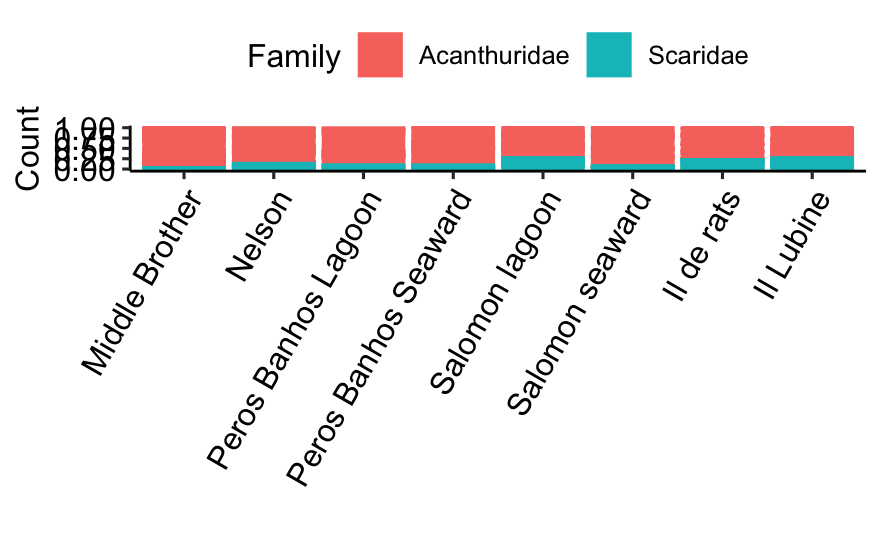 Family Acanthuridae Scaridae
Count
1.00
0.75
0.50
0.25
0.00
Middle Brother
Nelson
Peros Banhos Lagoon
Peros Banhos Seaward
Salomon lagoon
Salomon seaward
Il de rats
Il Lubine